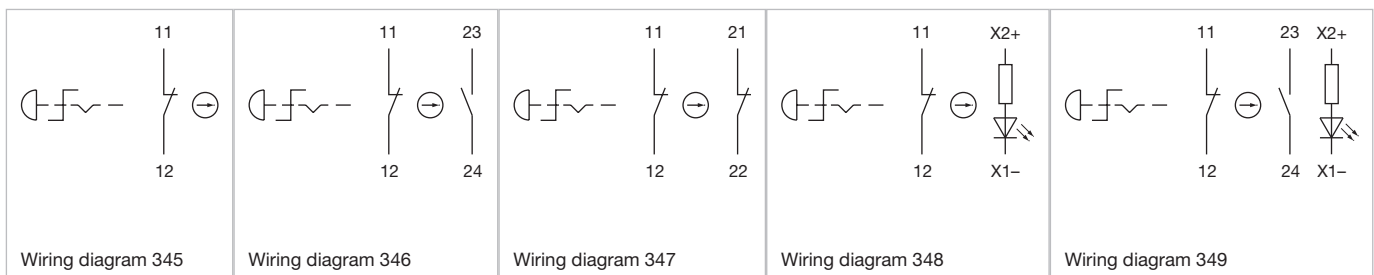 11 11 23 11 21 11 X2+ 11 23 X2+
12 12 24 12 22 12 X1– 12 24 X1–
Wiring diagram 345 Wiring diagram 346 Wiring diagram 347 Wiring diagram 348 Wiring diagram 349